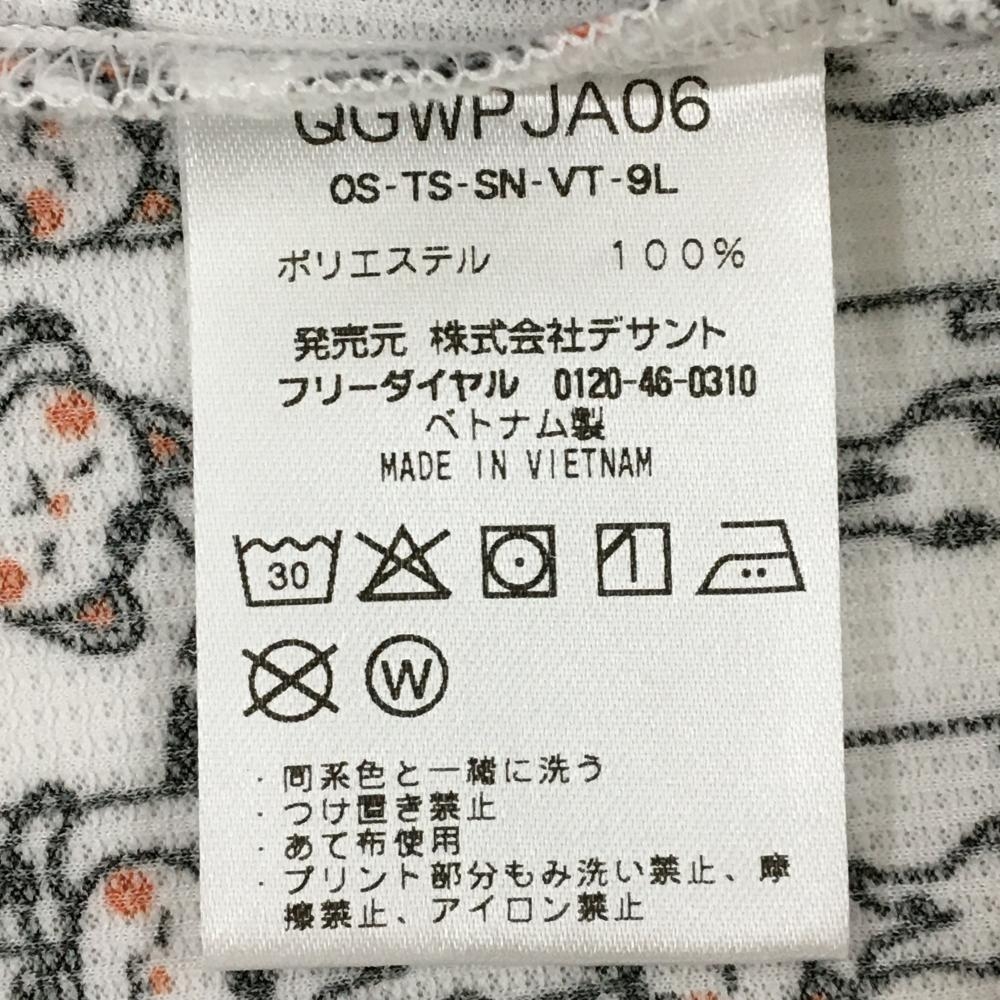 QGWPJA06
OS-TS-SN-VT-9L
ポリエステル 100%
発売元 株式会社デサント
フリーダイヤル 0120-46-0310
ベトナム製
MADE IN VIETNAM
30
W
・同系色と一緒に洗う
・つけ置き禁止
・あて布使用
・プリント部分もみ洗い禁止、摩
擦禁止、アイロン禁止